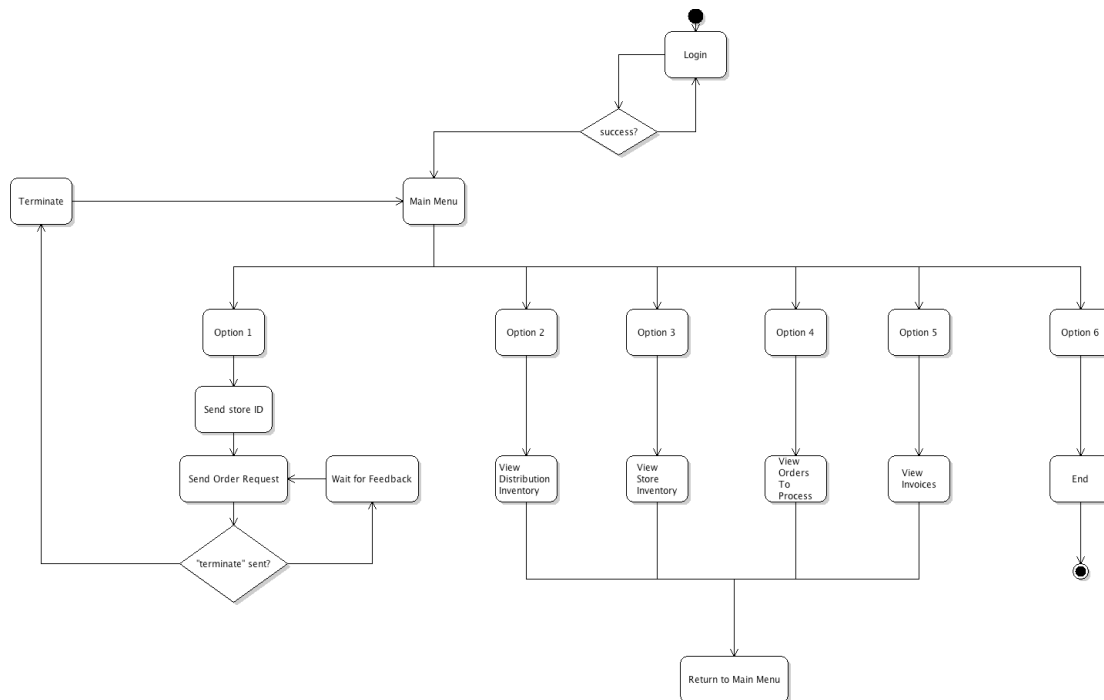 Login
success?
Terminate
Main Menu
Option 1
Option 2
Option 3
Option 4
Option 5
Option 6
Send store ID
Send Order Request
Wait for Feedback
View
Distribution
Inventory
View
Store
Inventory
View
Orders
To
Process
View
Invoices
End
"terminate" sent?
Return to Main Menu